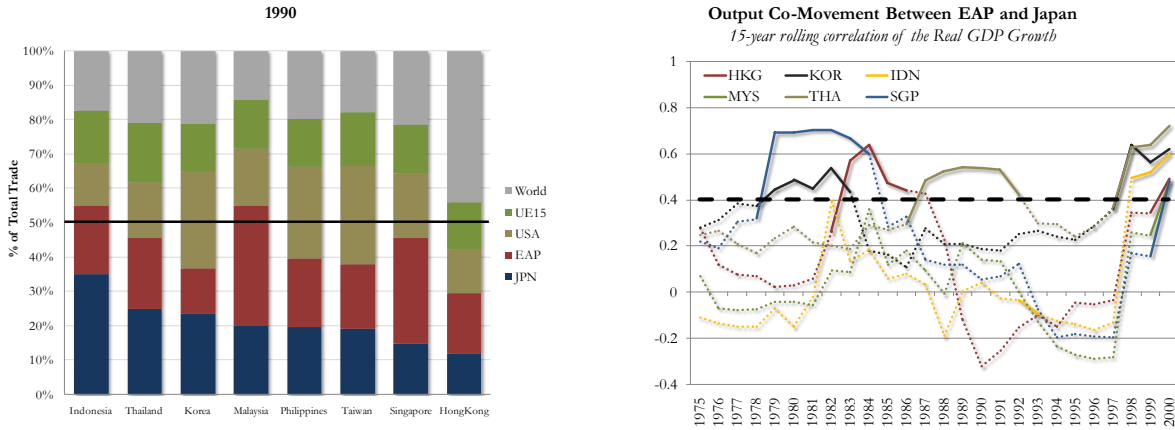 1990
% of Total Trade
100%
90%
80%
70%
60%
50%
40%
30%
20%
10%
0%
Indonesia
Thailand
Korea
Malaysia
Philippines
Taiwan
Singapore
HongKong
World
UE15
USA
EAP
JPN
Output Co-Movement Between EAP and Japan
15-year rolling correlation of the Real GDP Growth
HKG KOR IDN
MYS THA SGP
1
0.8
0.6
0.4
0.2
0
-0.2
-0.4
1975
1976
1977
1978
1979
1980
1981
1982
1983
1984
1985
1986
1987
1988
1989
1990
1991
1992
1993
1994
1995
1996
1997
1998
1999
2000